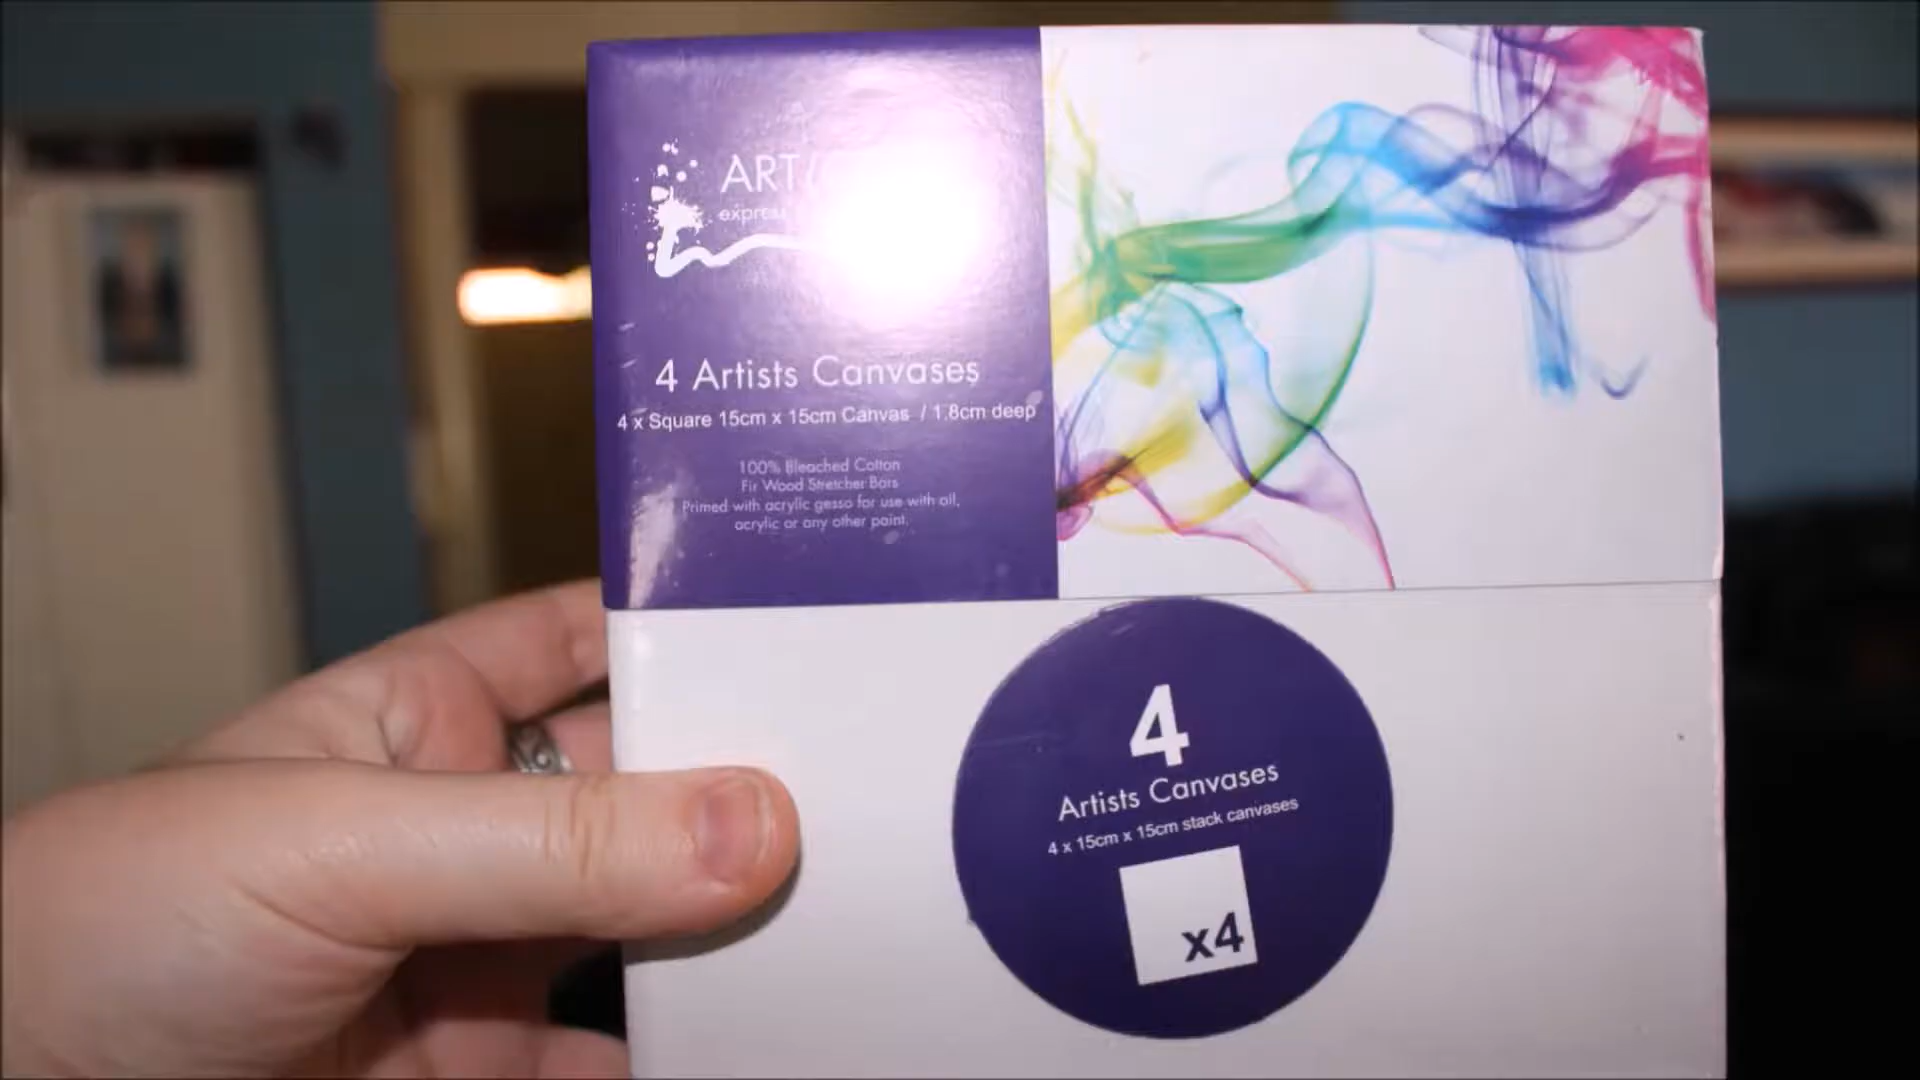 4 Artists Canvases
4 x Square 15cm x 15cm Canvas / 1.8cm deep
100% Bleached Cotton
Fir Wood Stretcher Bars
Primed with acrylic gesso for use with oil,
acrylic or any other paint.
4
Artists Canvases
4 x 15cm x 15cm stack canvases
x4